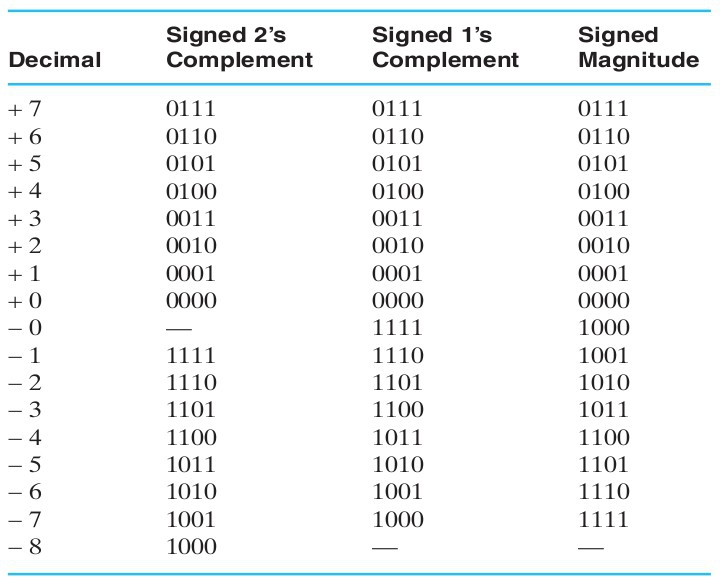 Decimal Signed 2's Complement Signed 1's Complement Signed Magnitude
+ 7 0111 0111 0111
+ 6 0110 0110 0110
+ 5 0101 0101 0101
+ 4 0100 0100 0100
+ 3 0011 0011 0011
+ 2 0010 0010 0010
+ 1 0001 0001 0001
+ 0 0000 0000 0000
− 0 — 1111 1000
− 1 1111 1110 1001
− 2 1110 1101 1010
− 3 1101 1100 1011
− 4 1100 1011 1100
− 5 1011 1010 1101
− 6 1010 1001 1110
− 7 1001 1000 1111
− 8 1000 — —